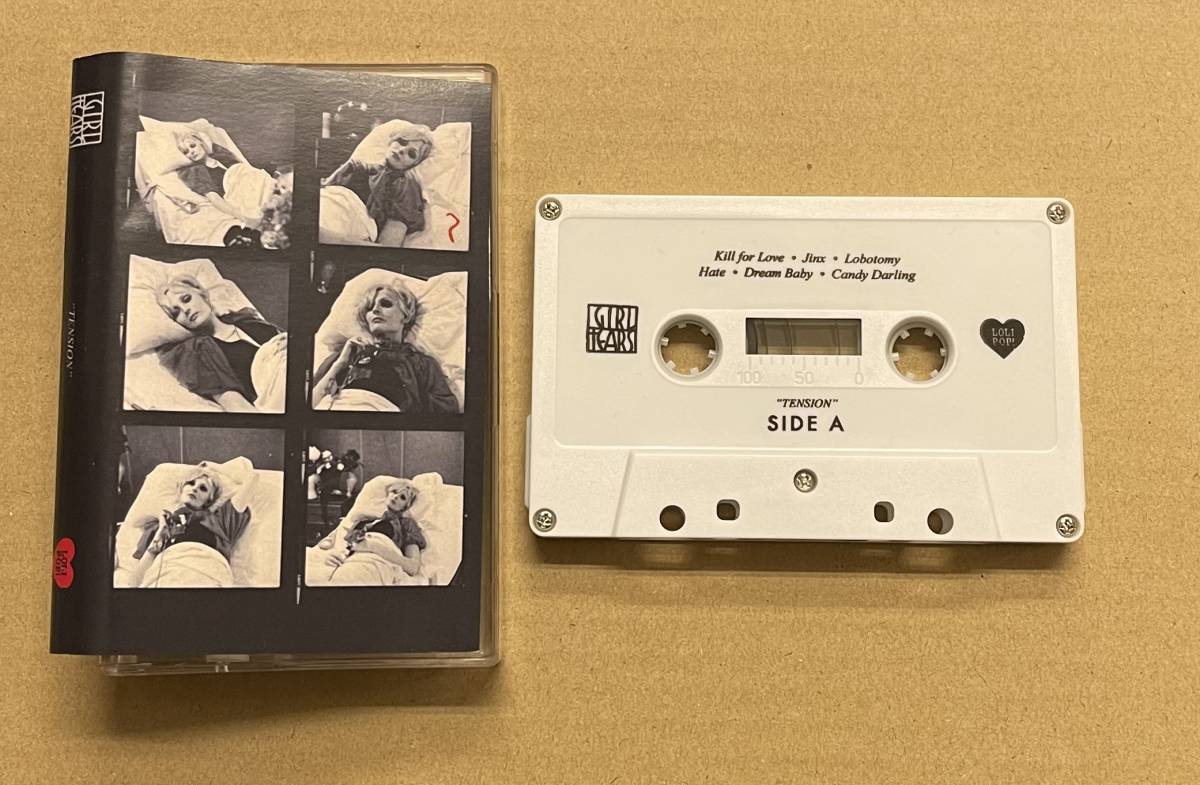 GIRL
TEARS
"TENSION"
LOLI
POP!
Kill for Love • Jinx • Lobotomy
Hate • Dream Baby • Candy Darling
GIRL
TEARS
LOLI
POP!
100 50 0
"TENSION"
SIDE A